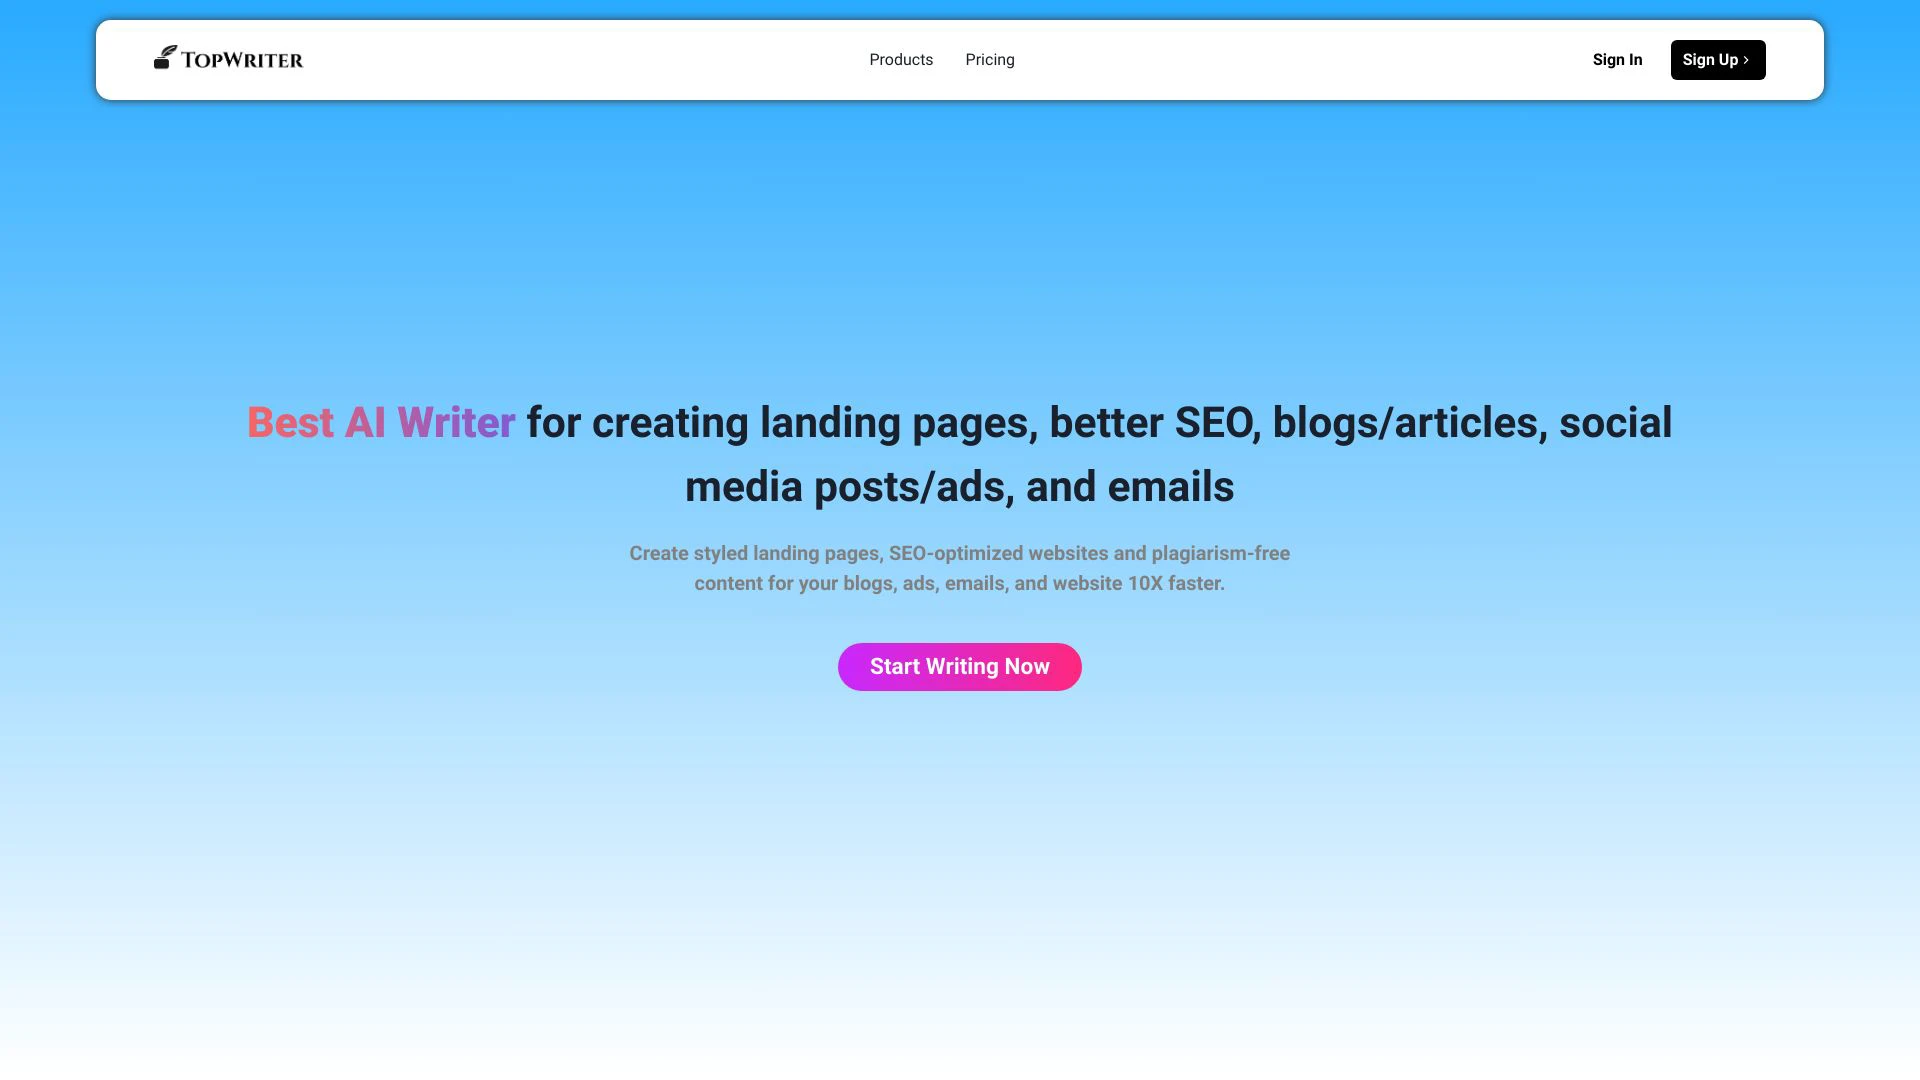 TOPWRITER
Products
Pricing
Sign In
Sign Up
Best AI Writer for creating landing pages, better SEO, blogs/articles, social
media posts/ads, and emails
Create styled landing pages, SEO-optimized websites and plagiarism-free
content for your blogs, ads, emails, and website 10X faster.
Start Writing Now